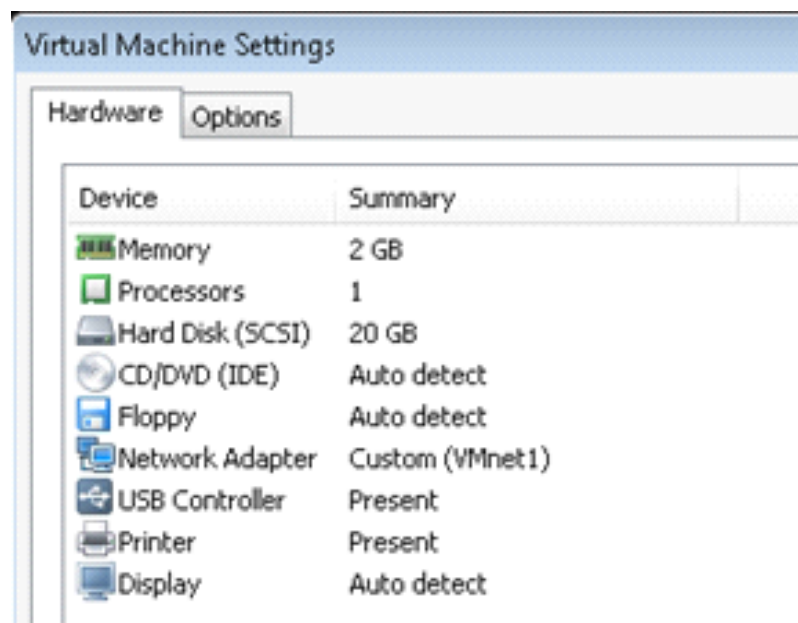 Virtual Machine Settings
Hardware Options
Device Summary
Memory 2 GB
Processors 1
Hard Disk (SCSI) 20 GB
CD/DVD (IDE) Auto detect
Floppy Auto detect
Network Adapter Custom (VMnet1)
USB Controller Present
Printer Present
Display Auto detect